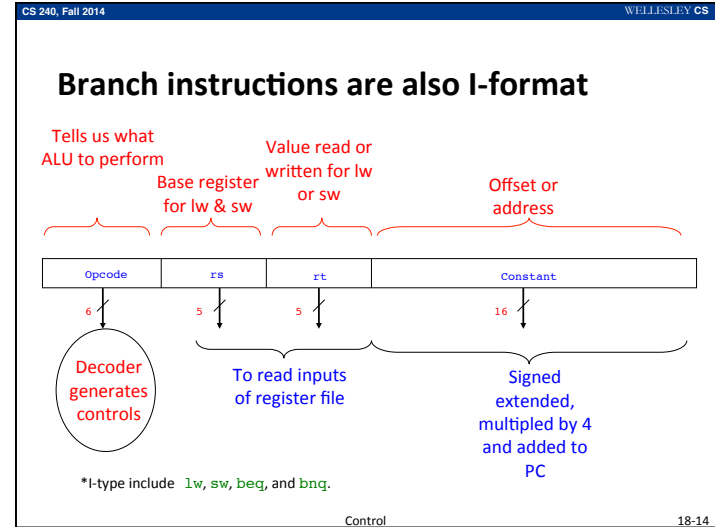 CS 240, Fall 2014
WELLESLEY CS
Branch instructions are also I-format
Tells us what
ALU to perform
Base register
for lw & sw
Value read or
written for lw
or sw
Offset or
address
Opcode
rs
rt
Constant
6
5
5
16
Decoder
generates
controls
To read inputs
of register file
Signed
extended,
multipled by 4
and added to
PC
*I-type include lw, sw, beq, and bnq.
Control
18-14